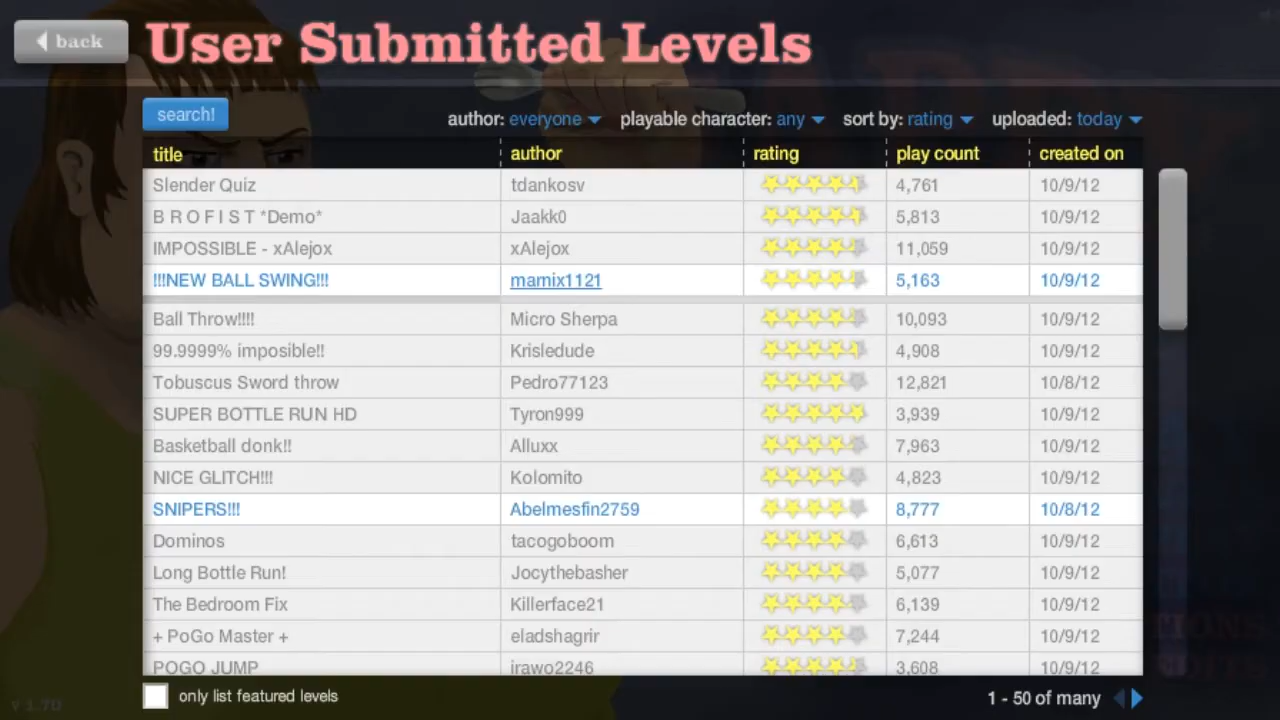 back
User Submitted Levels
search!
author: everyone playable character: any sort by: rating uploaded: today
title author rating play count created on
Slender Quiz tdankosv 4,761 10/9/12
B R O F I S T *Demo* Jaakk0 5,813 10/9/12
IMPOSSIBLE - xAlejox xAlejox 11,059 10/9/12
!!!NEW BALL SWING!!! marnix1121 5,163 10/9/12
Ball Throw!!!! Micro Sherpa 10,093 10/9/12
99.9999% imposible!! Krisledude 4,908 10/9/12
Tobuscus Sword throw Pedro77123 12,821 10/8/12
SUPER BOTTLE RUN HD Tyron999 3,939 10/9/12
Basketball donk!! Alluxx 7,963 10/9/12
NICE GLITCH!!! Kolomito 4,823 10/9/12
SNIPERS!!! Abelmesfin2759 8,777 10/8/12
Dominos tacogoboom 6,613 10/9/12
Long Bottle Run! Jocythebasher 5,077 10/9/12
The Bedroom Fix Killerface21 6,139 10/9/12
+ PoGo Master + eladshagrir 7,244 10/9/12
POGO JUMP irawo2246 3,608 10/9/12
only list featured levels 1 - 50 of many
v 1.70